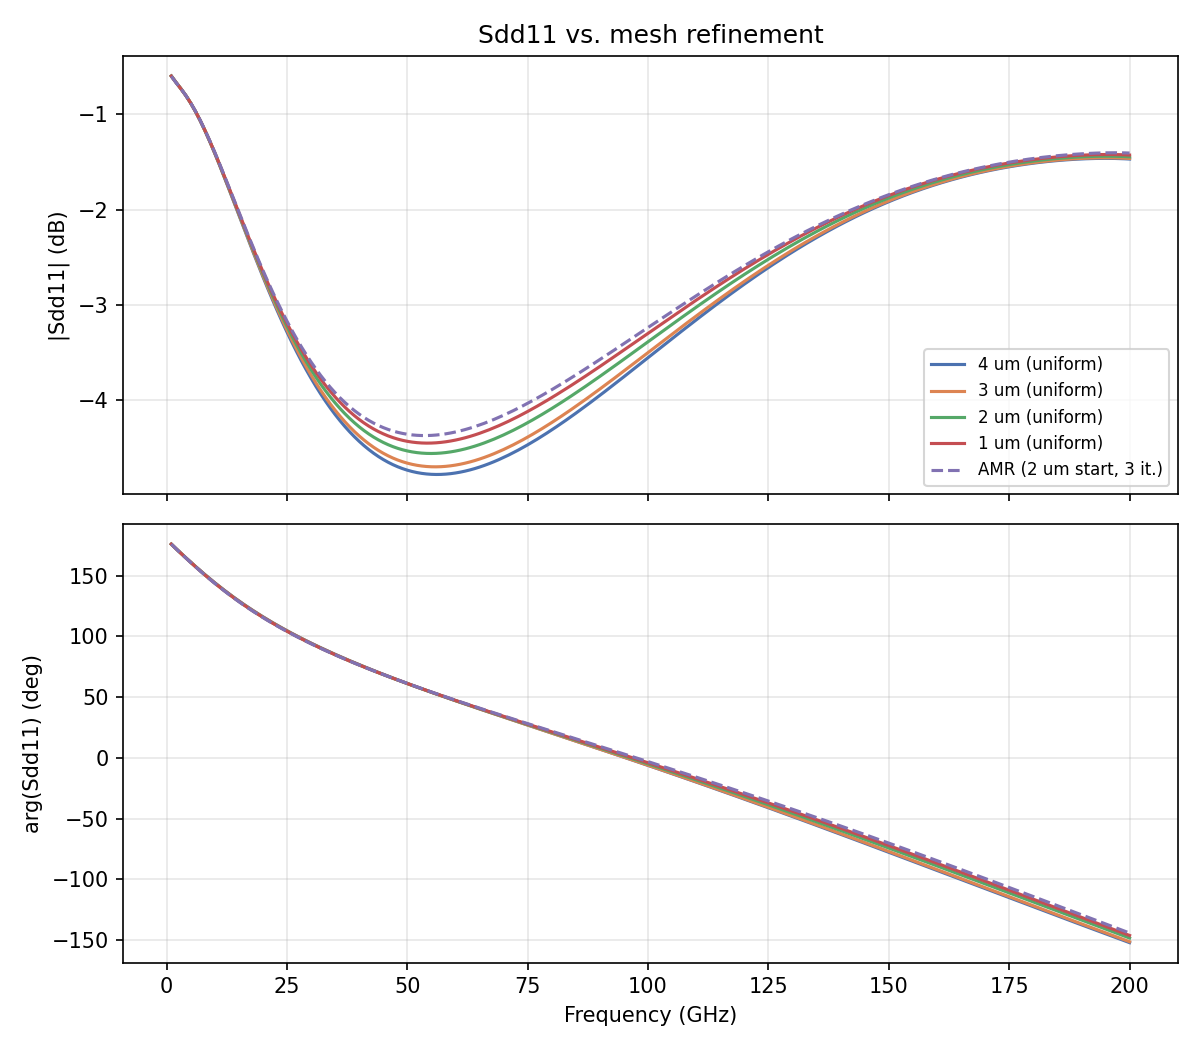 Sdd11 vs. mesh refinement
|Sdd11| (dB)
−1
−2
−3
−4
4 um (uniform)
3 um (uniform)
2 um (uniform)
1 um (uniform)
AMR (2 um start, 3 it.)
arg(Sdd11) (deg)
150
100
50
0
−50
−100
−150
0 25 50 75 100 125 150 175 200
Frequency (GHz)